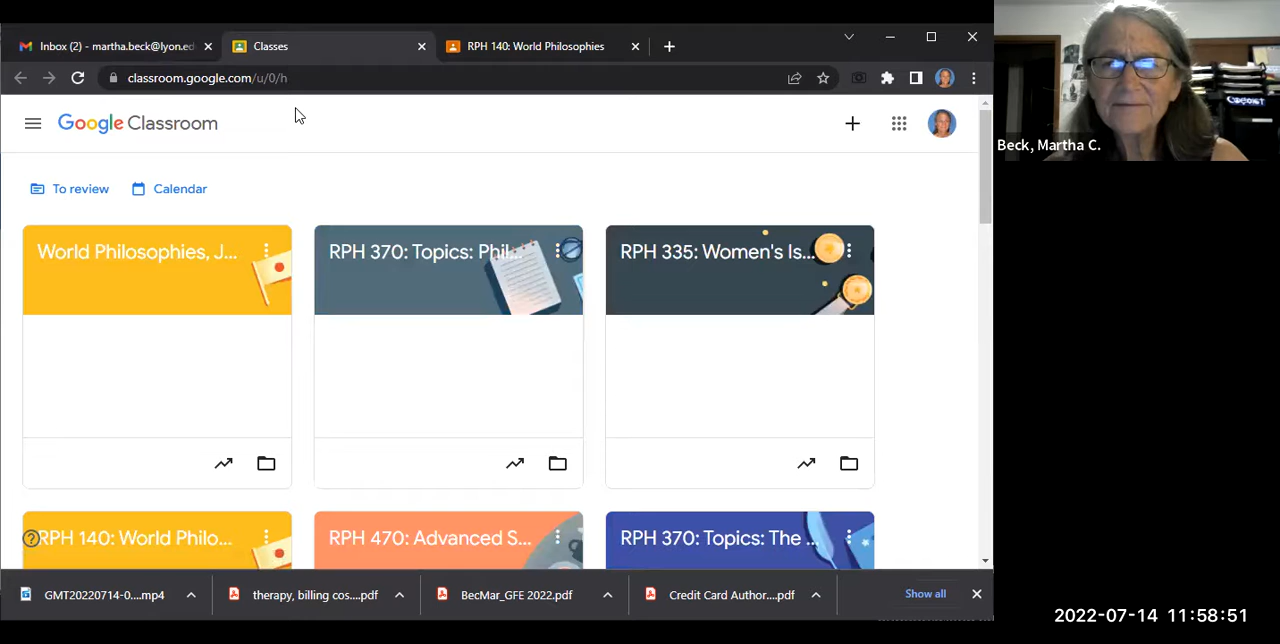 Inbox (2) - martha.beck@lyon.ed
Classes
RPH 140: World Philosophies
classroom.google.com/u/0/h
Google Classroom
To review
Calendar
World Philosophies, J...
RPH 370: Topics: Phil...
RPH 335: Women's Is...
RPH 140: World Philo...
RPH 470: Advanced S...
RPH 370: Topics: The ...
GMT20220714-0....mp4
therapy, billing cos....pdf
BecMar_GFE 2022.pdf
Credit Card Author...pdf
Show all
Beck, Martha C.
2022-07-14 11:58:51